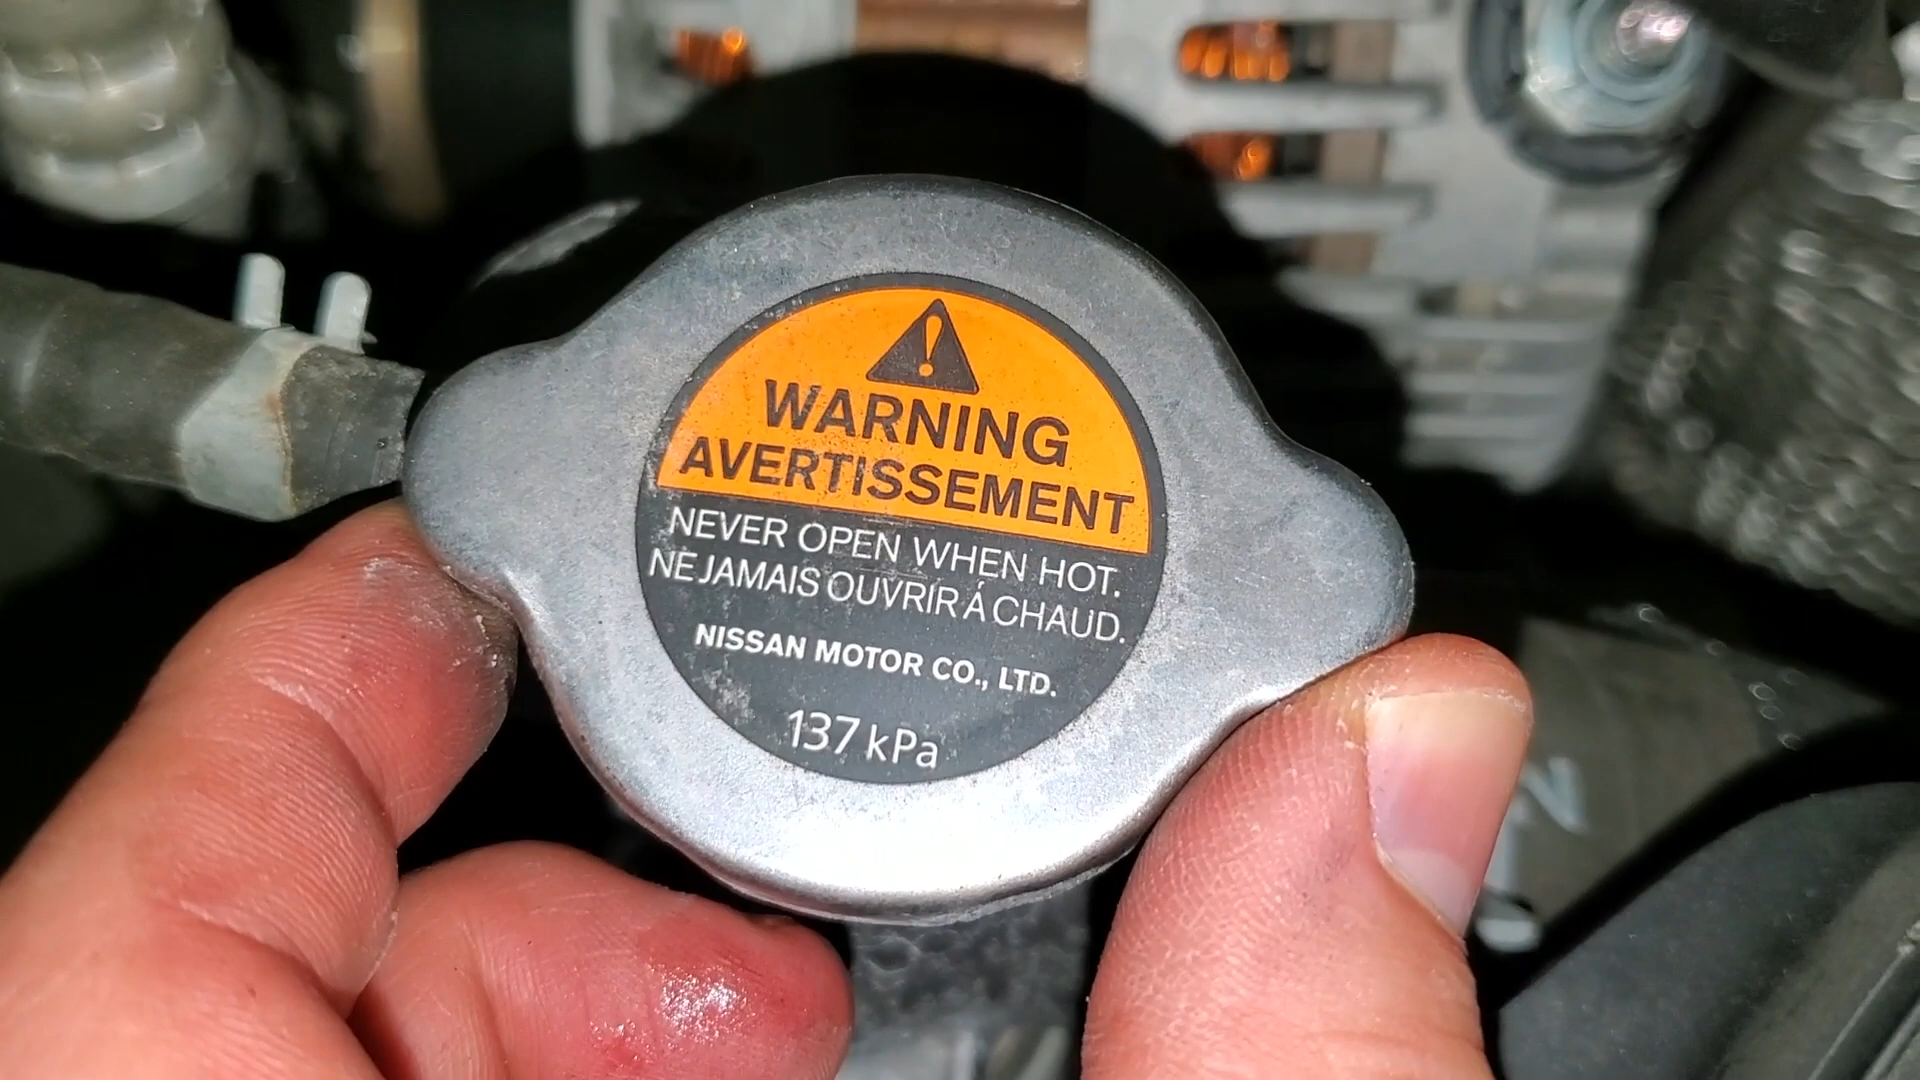 WARNING
AVERTISSEMENT
NEVER OPEN WHEN HOT.
NE JAMAIS OUVRIR Á CHAUD.
NISSAN MOTOR CO., LTD.
137 kPa